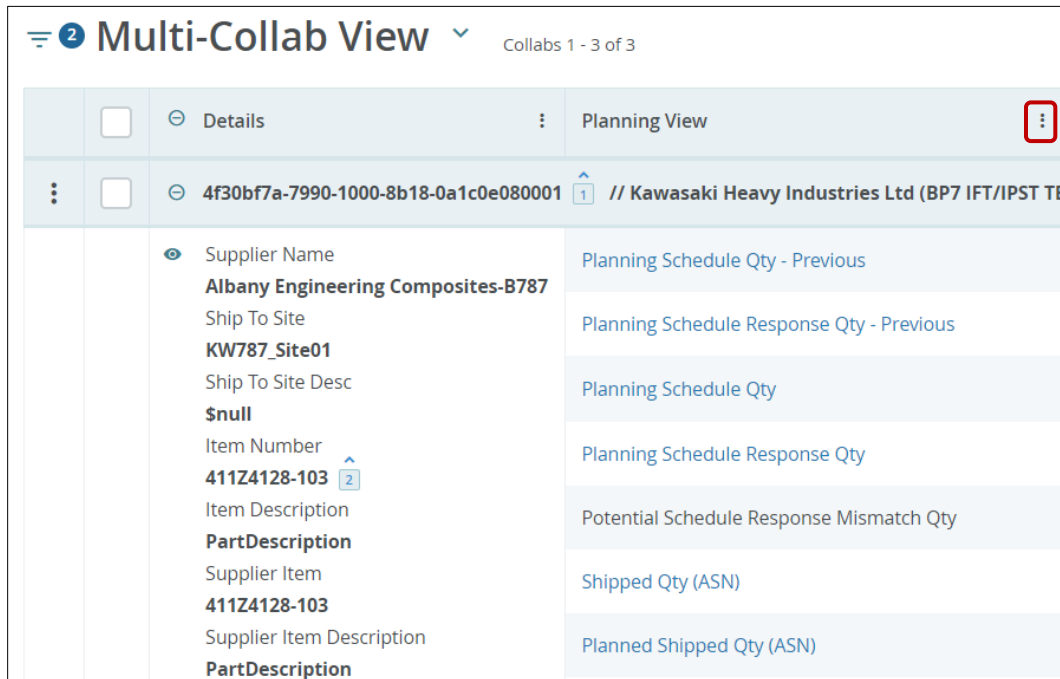 2 Multi-Collab View Collabs 1 - 3 of 3
Details Planning View
4f30bf7a-7990-1000-8b18-0a1c0e080001 1 // Kawasaki Heavy Industries Ltd (BP7 IFT/IPST TE
Supplier Name
Albany Engineering Composites-B787
Ship To Site
KW787_Site01
Ship To Site Desc
$null
Item Number
411Z4128-103 2
Item Description
PartDescription
Supplier Item
411Z4128-103
Supplier Item Description
PartDescription
Planning Schedule Qty - Previous
Planning Schedule Response Qty - Previous
Planning Schedule Qty
Planning Schedule Response Qty
Potential Schedule Response Mismatch Qty
Shipped Qty (ASN)
Planned Shipped Qty (ASN)